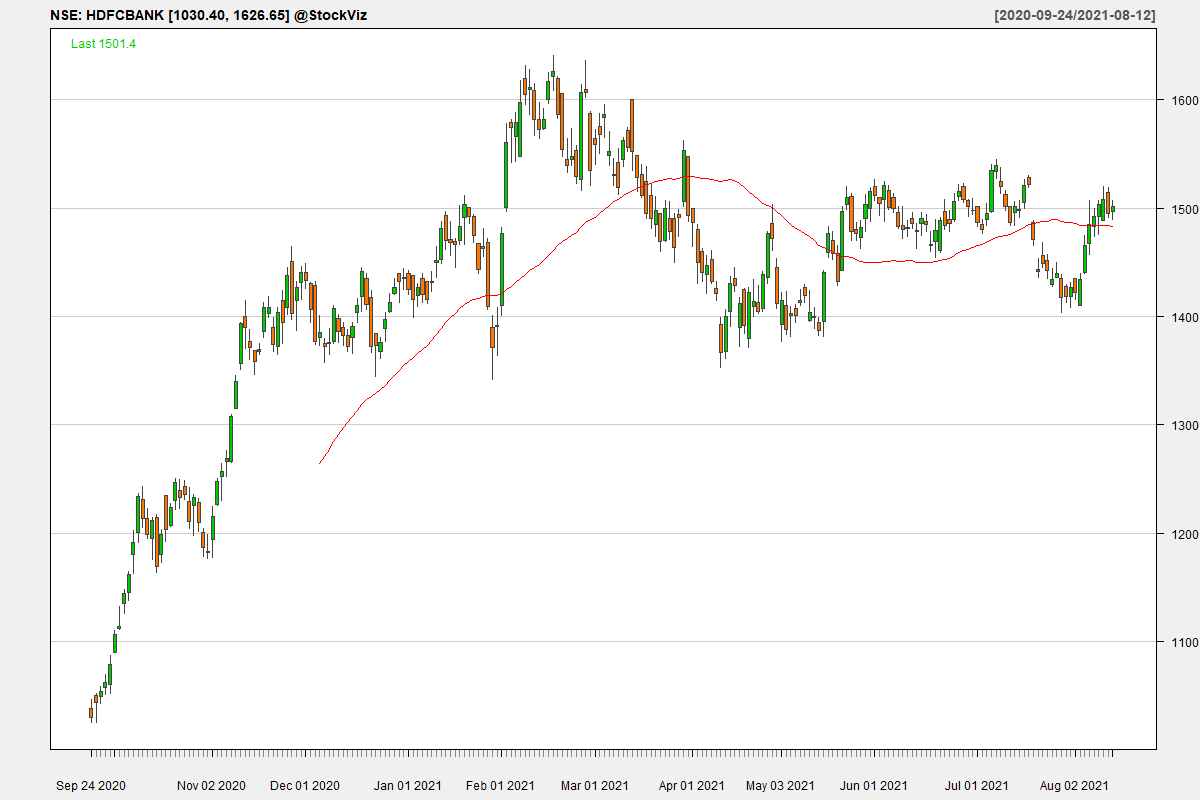 NSE: HDFCBANK [1030.40, 1626.65] @StockViz
[2020-09-24/2021-08-12]
Last 1501.4
1600
1500
1400
1300
1200
1100
Sep 24 2020 Nov 02 2020 Dec 01 2020 Jan 01 2021 Feb 01 2021 Mar 01 2021 Apr 01 2021 May 03 2021 Jun 01 2021 Jul 01 2021 Aug 02 2021